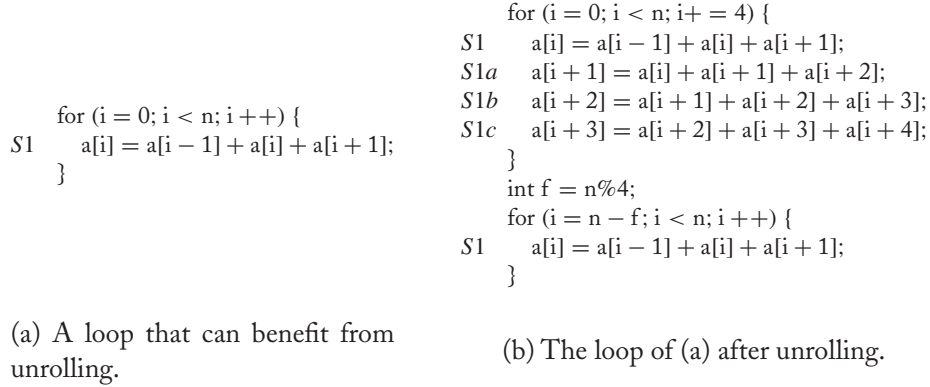 for (i = 0; i < n; i ++) {
S1 a[i] = a[i − 1] + a[i] + a[i + 1];
}
(a) A loop that can benefit from
unrolling.
for (i = 0; i < n; i+ = 4) {
S1 a[i] = a[i − 1] + a[i] + a[i + 1];
S1a a[i + 1] = a[i] + a[i + 1] + a[i + 2];
S1b a[i + 2] = a[i + 1] + a[i + 2] + a[i + 3];
S1c a[i + 3] = a[i + 2] + a[i + 3] + a[i + 4];
}
int f = n%4;
for (i = n − f; i < n; i ++) {
S1 a[i] = a[i − 1] + a[i] + a[i + 1];
}
(b) The loop of (a) after unrolling.